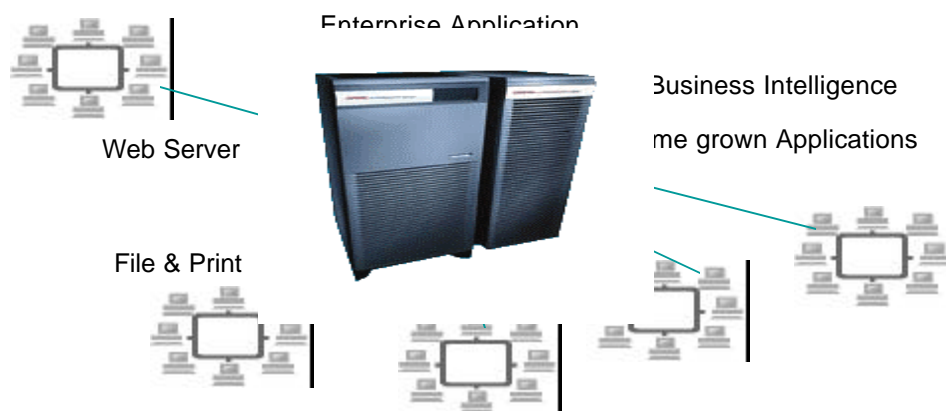 Enterprise Application
Business Intelligence
me grown Applications
Web Server
File & Print